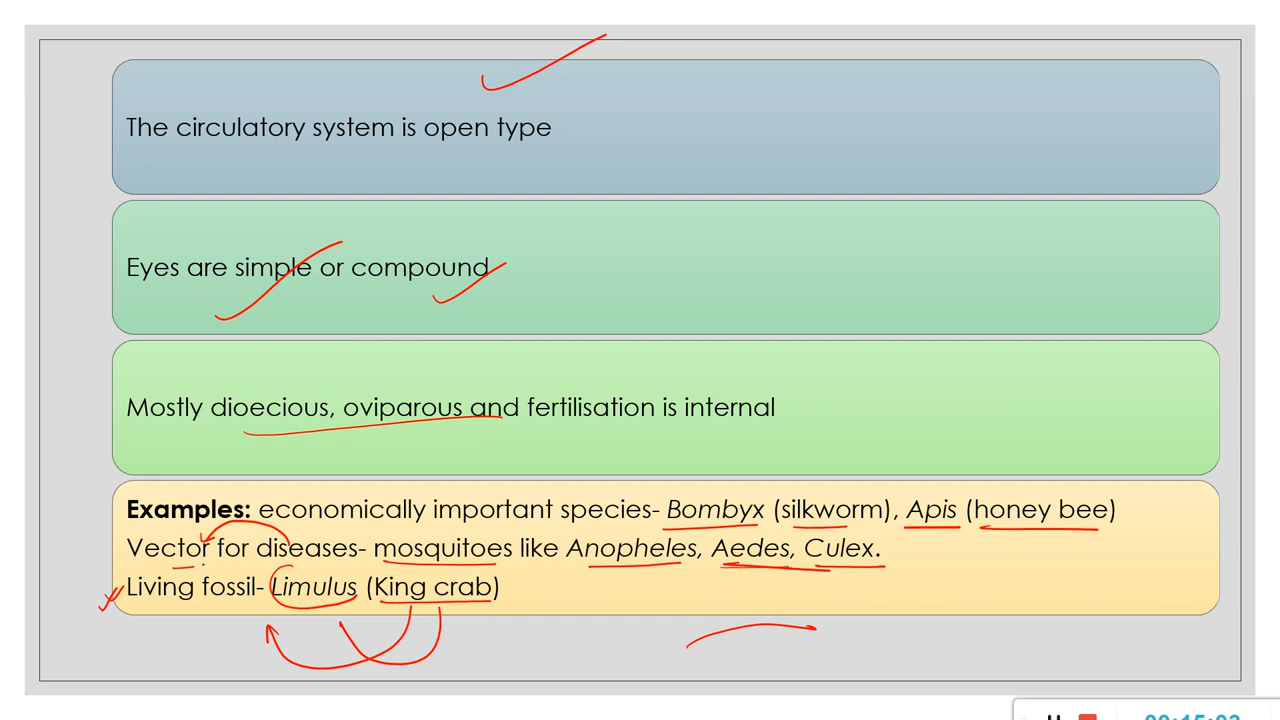 The circulatory system is open type
Eyes are simple or compound
Mostly dioecious, oviparous and fertilisation is internal
Examples: economically important species- Bombyx (silkworm), Apis (honey bee)
Vector for diseases- mosquitoes like Anopheles, Aedes, Culex.
Living fossil- Limulus (King crab)